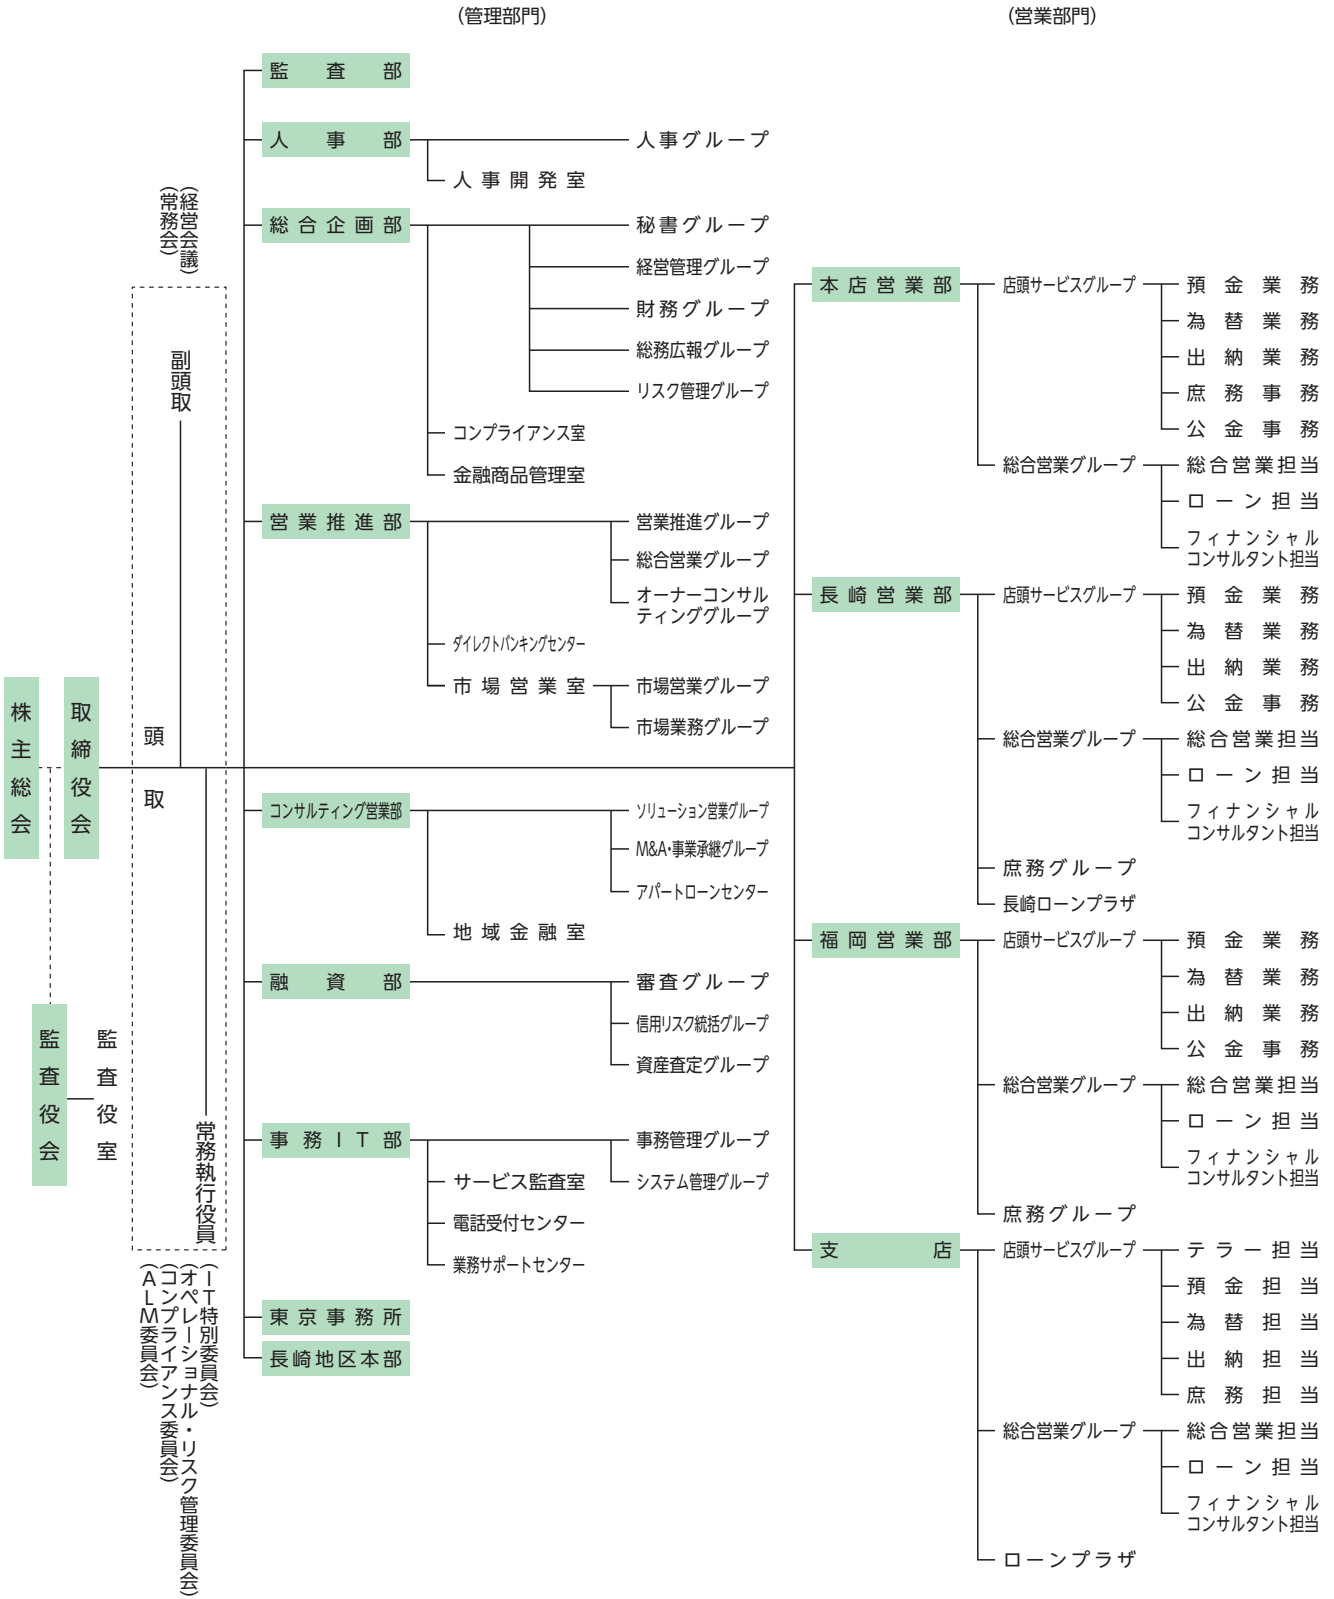 (管理部門)
(営業部門)
株主総会
取締役会
監査役会
監査役室
(経営会議)
(常務会)
副頭取
頭取
常務執行役員
(IT特別委員会)
(オペレーショナル・リスク管理委員会)
(コンプライアンス委員会)
(ALM委員会)
監査部
人事部
人事グループ
人事開発室
総合企画部
秘書グループ
経営管理グループ
財務グループ
総務広報グループ
リスク管理グループ
コンプライアンス室
金融商品管理室
営業推進部
営業推進グループ
総合営業グループ
オーナーコンサル
ティンググループ
ダイレクトバンキングセンター
市場営業室
市場営業グループ
市場業務グループ
コンサルティング営業部
ソリューション営業グループ
M&A・事業承継グループ
アパートローンセンター
地域金融室
融資部
審査グループ
信用リスク統括グループ
資産査定グループ
事務IT部
事務管理グループ
システム管理グループ
サービス監査室
電話受付センター
業務サポートセンター
東京事務所
長崎地区本部
本店営業部
店頭サービスグループ
預金業務
為替業務
出納業務
庶務事務
公金事務
総合営業グループ
総合営業担当
ローン担当
フィナンシャル
コンサルタント担当
長崎営業部
店頭サービスグループ
預金業務
為替業務
出納業務
公金事務
総合営業グループ
総合営業担当
ローン担当
フィナンシャル
コンサルタント担当
庶務グループ
長崎ローンプラザ
福岡営業部
店頭サービスグループ
預金業務
為替業務
出納業務
公金事務
総合営業グループ
総合営業担当
ローン担当
フィナンシャル
コンサルタント担当
庶務グループ
支店
店頭サービスグループ
テラー担当
預金担当
為替担当
出納担当
庶務担当
総合営業グループ
総合営業担当
ローン担当
フィナンシャル
コンサルタント担当
ローンプラザ